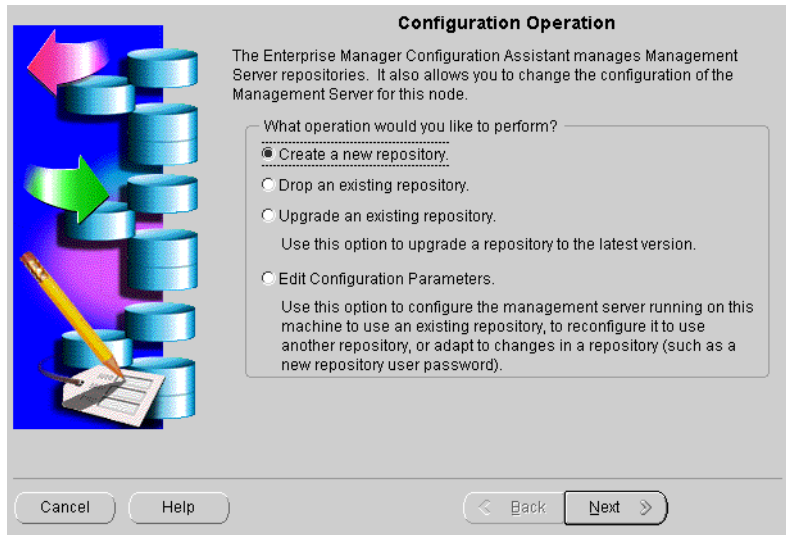 Configuration Operation
The Enterprise Manager Configuration Assistant manages Management
Server repositories. It also allows you to change the configuration of the
Management Server for this node.
What operation would you like to perform?
Create a new repository.
Drop an existing repository.
Upgrade an existing repository.
Use this option to upgrade a repository to the latest version.
Edit Configuration Parameters.
Use this option to configure the management server running on this
machine to use an existing repository, to reconfigure it to use
another repository, or adapt to changes in a repository (such as a
new repository user password).
Cancel
Help
Back
Next